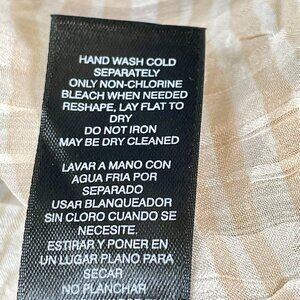 HAND WASH COLD
SEPARATELY
ONLY NON-CHLORINE
BLEACH WHEN NEEDED
RESHAPE, LAY FLAT TO
DRY
DO NOT IRON
MAY BE DRY CLEANED
LAVAR A MANO CON
AGUA FRIA POR
SEPARADO
USAR BLANQUEADOR
SIN CLORO CUANDO SE
NECESITE.
ESTIRAR Y PONER EN
UN LUGAR PLANO PARA
SECAR
NO PLANCHAR